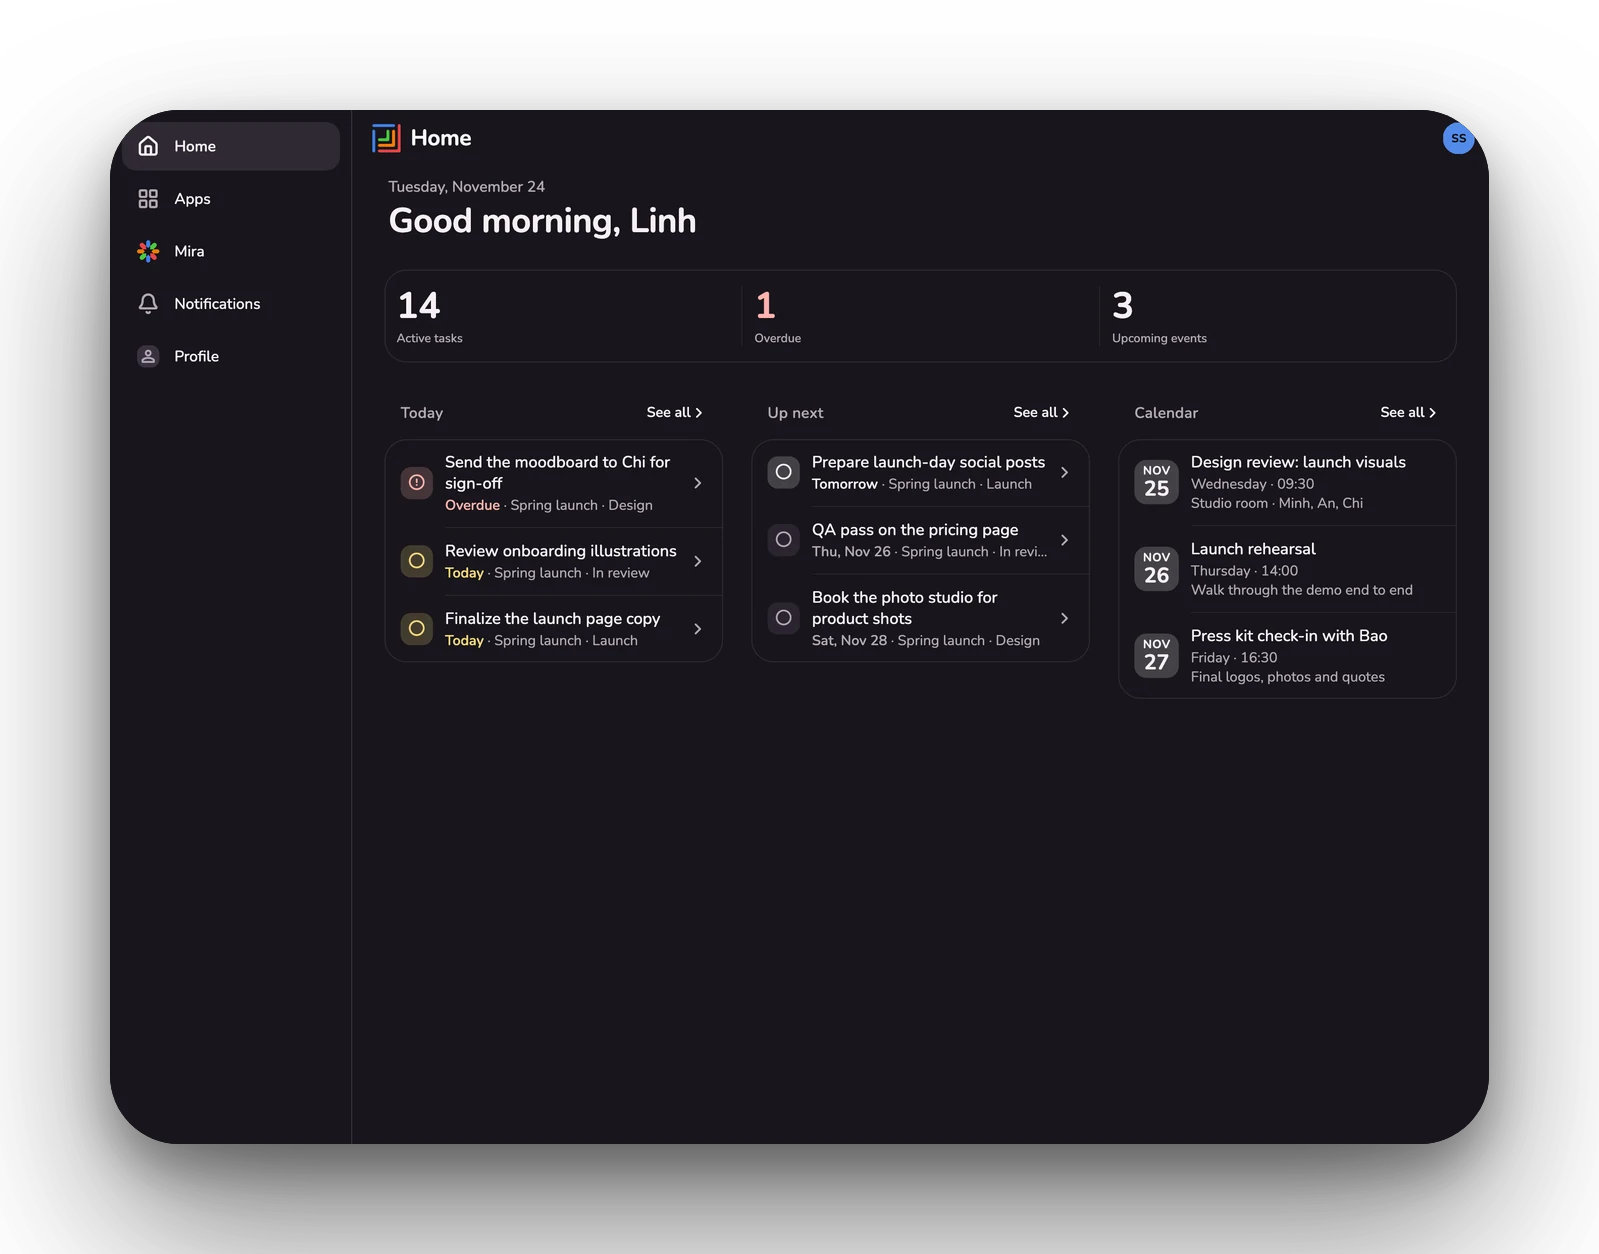 Home
Apps
Mira
Notifications
Profile
Home
SS
Tuesday, November 24
Good morning, Linh
14
Active tasks
1
Overdue
3
Upcoming events
Today
See all
Send the moodboard to Chi for
sign-off
Overdue · Spring launch · Design
Review onboarding illustrations
Today · Spring launch · In review
Finalize the launch page copy
Today · Spring launch · Launch
Up next
See all
Prepare launch-day social posts
Tomorrow · Spring launch · Launch
QA pass on the pricing page
Thu, Nov 26 · Spring launch · In revi...
Book the photo studio for
product shots
Sat, Nov 28 · Spring launch · Design
Calendar
See all
NOV
25
Design review: launch visuals
Wednesday · 09:30
Studio room · Minh, An, Chi
NOV
26
Launch rehearsal
Thursday · 14:00
Walk through the demo end to end
NOV
27
Press kit check-in with Bao
Friday · 16:30
Final logos, photos and quotes